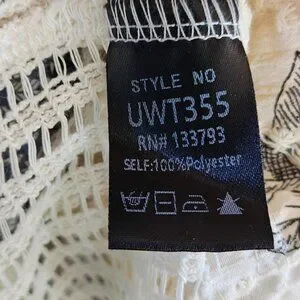 STYLE NO
UWT355
RN# 133793
SELF:100%Polyester